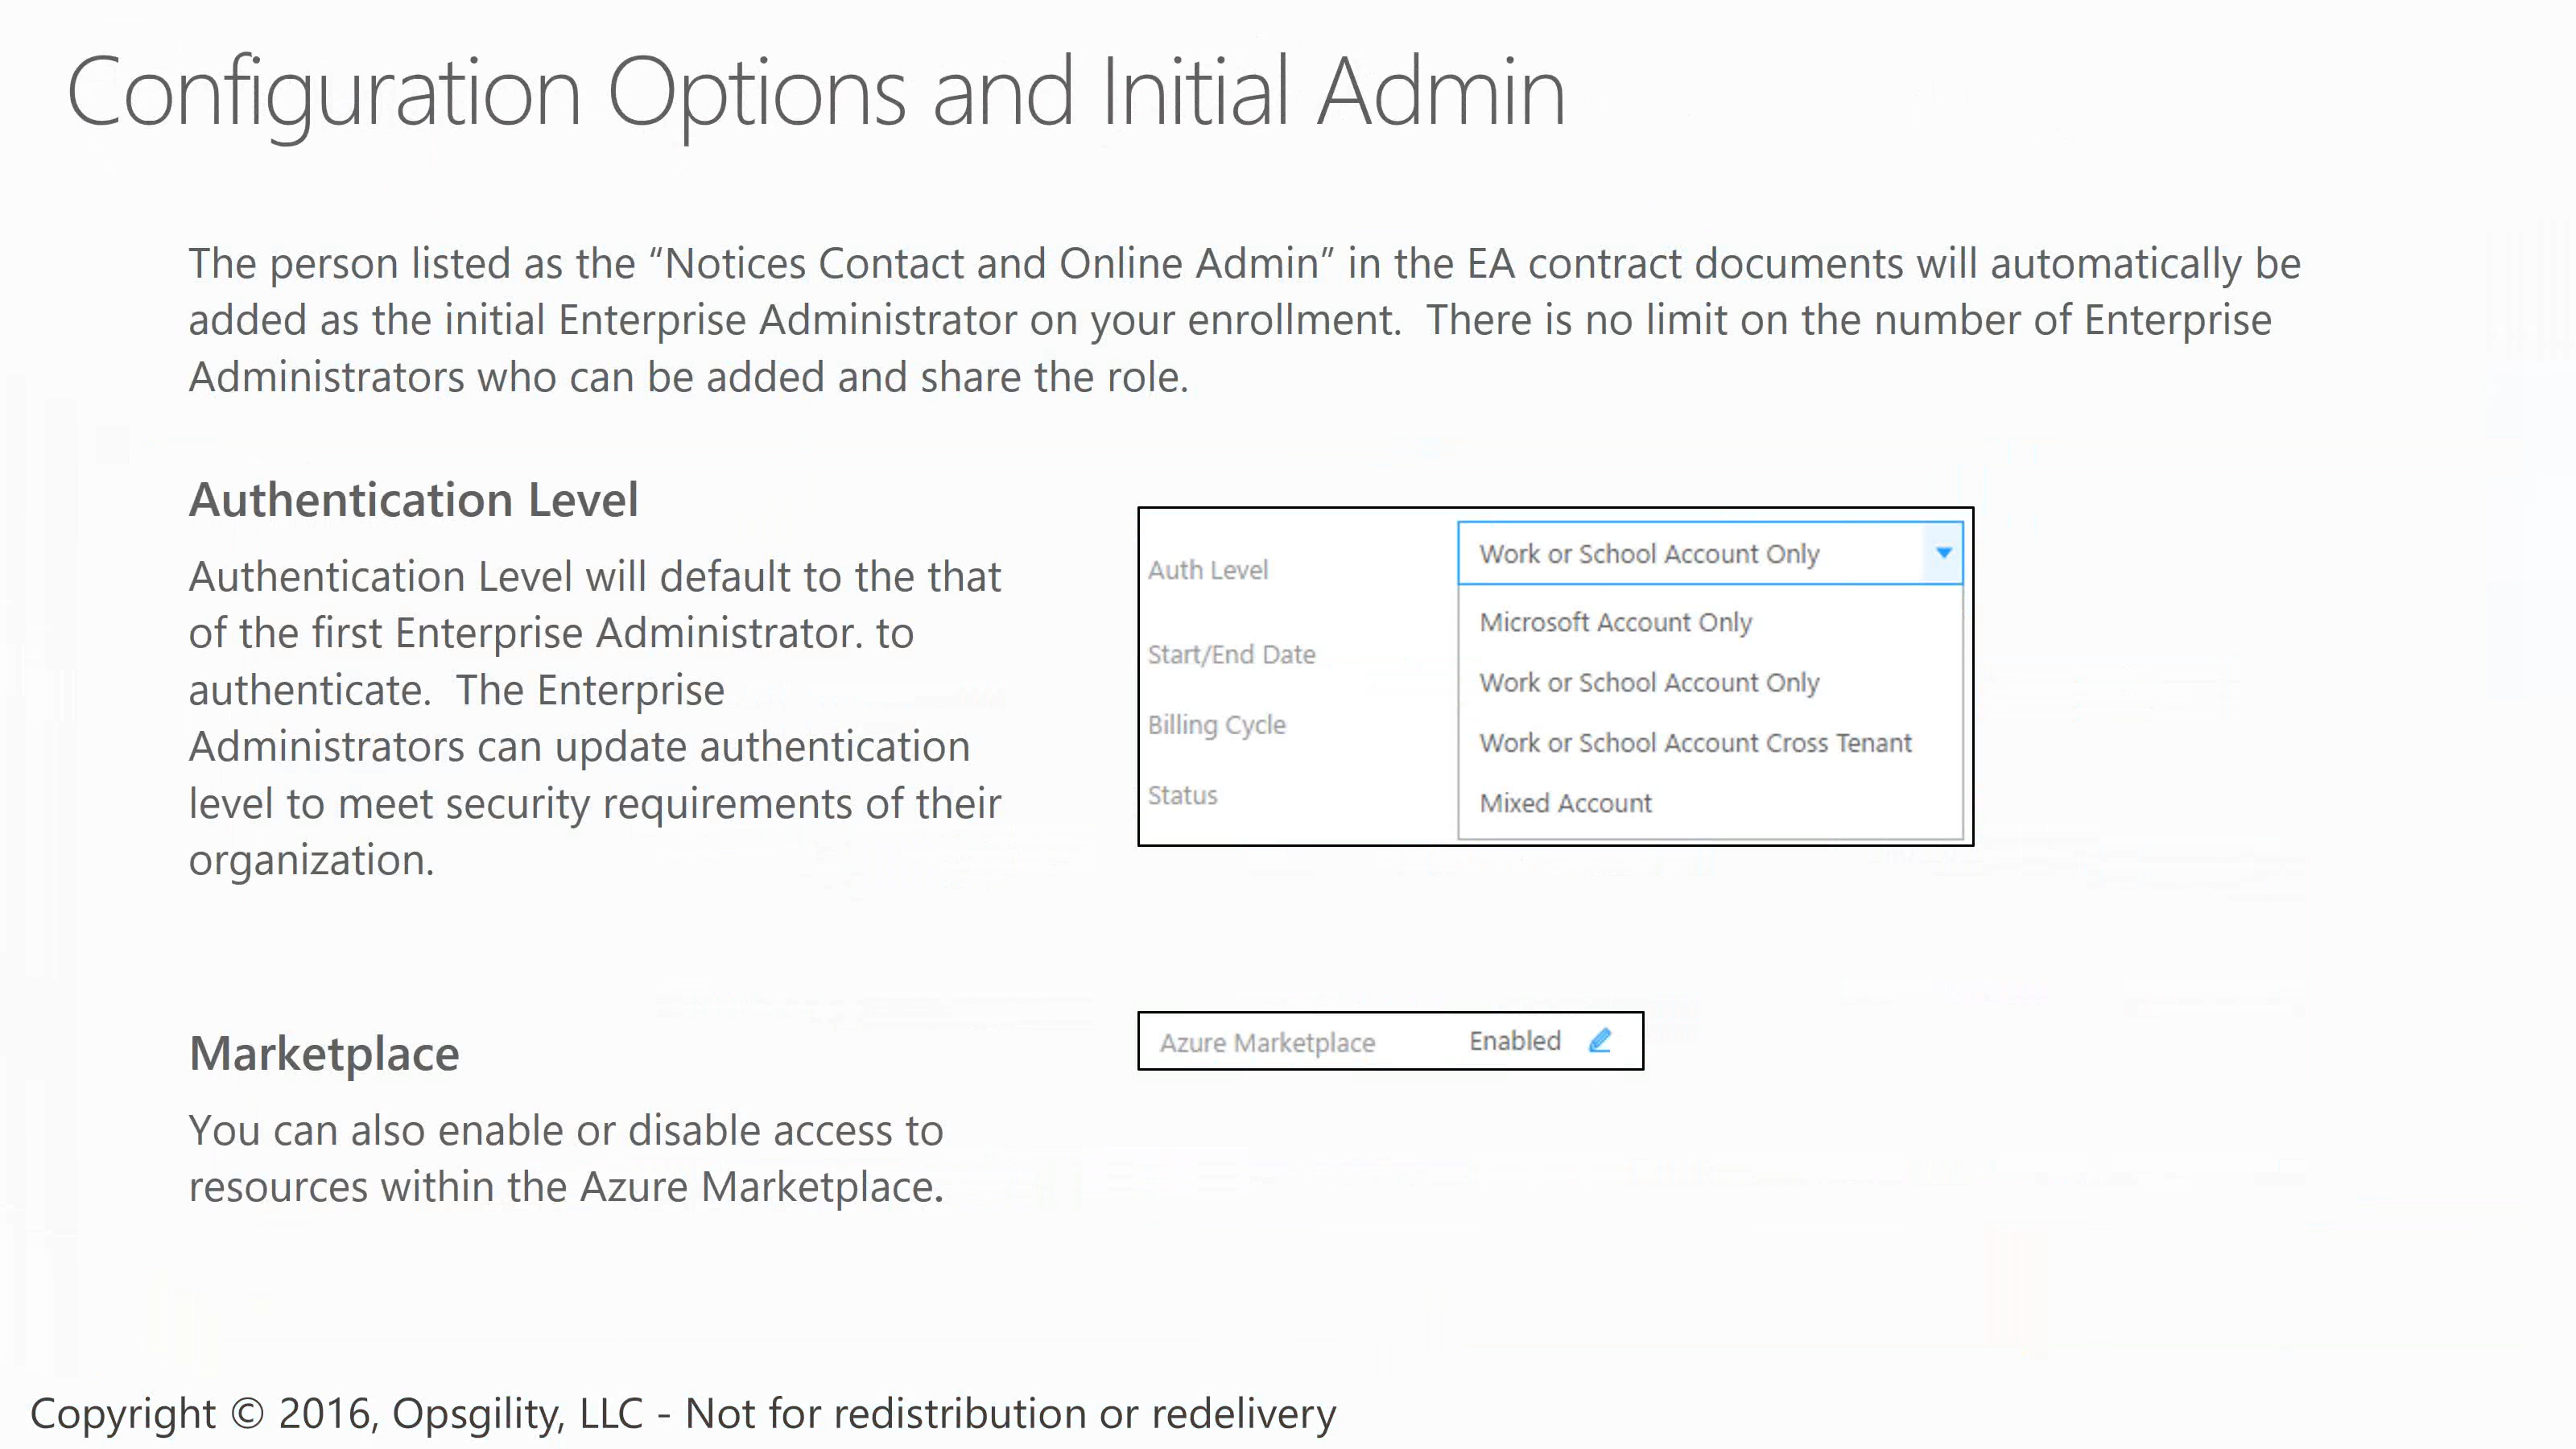 Configuration Options and Initial Admin
The person listed as the “Notices Contact and Online Admin” in the EA contract documents will automatically be
added as the initial Enterprise Administrator on your enrollment.  There is no limit on the number of Enterprise
Administrators who can be added and share the role.
Authentication Level
Authentication Level will default to the that
of the first Enterprise Administrator. to
authenticate.  The Enterprise
Administrators can update authentication
level to meet security requirements of their
organization.
Auth Level
Work or School Account Only
Microsoft Account Only
Start/End Date
Work or School Account Only
Billing Cycle
Work or School Account Cross Tenant
Status
Mixed Account
Marketplace
You can also enable or disable access to
resources within the Azure Marketplace.
Azure Marketplace Enabled
Copyright © 2016, Opsgility, LLC - Not for redistribution or redelivery